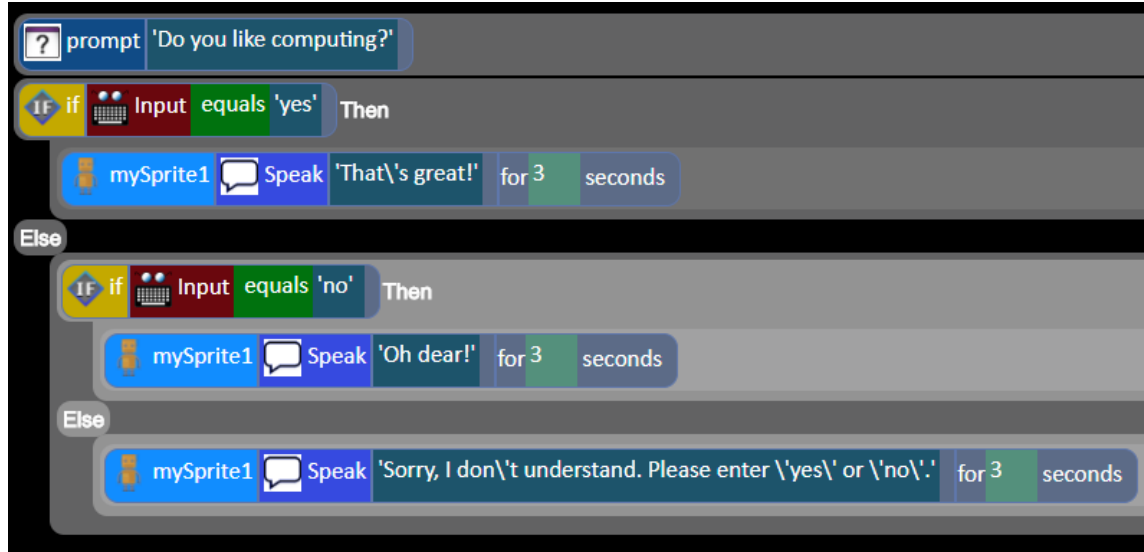 ? prompt 'Do you like computing?'
IF if Input equals 'yes' Then
mySprite1 Speak 'That\'s great!' for 3 seconds
Else
IF if Input equals 'no' Then
mySprite1 Speak 'Oh dear!' for 3 seconds
Else
mySprite1 Speak 'Sorry, I don\'t understand. Please enter \'yes\' or \'no\'.' for 3 seconds